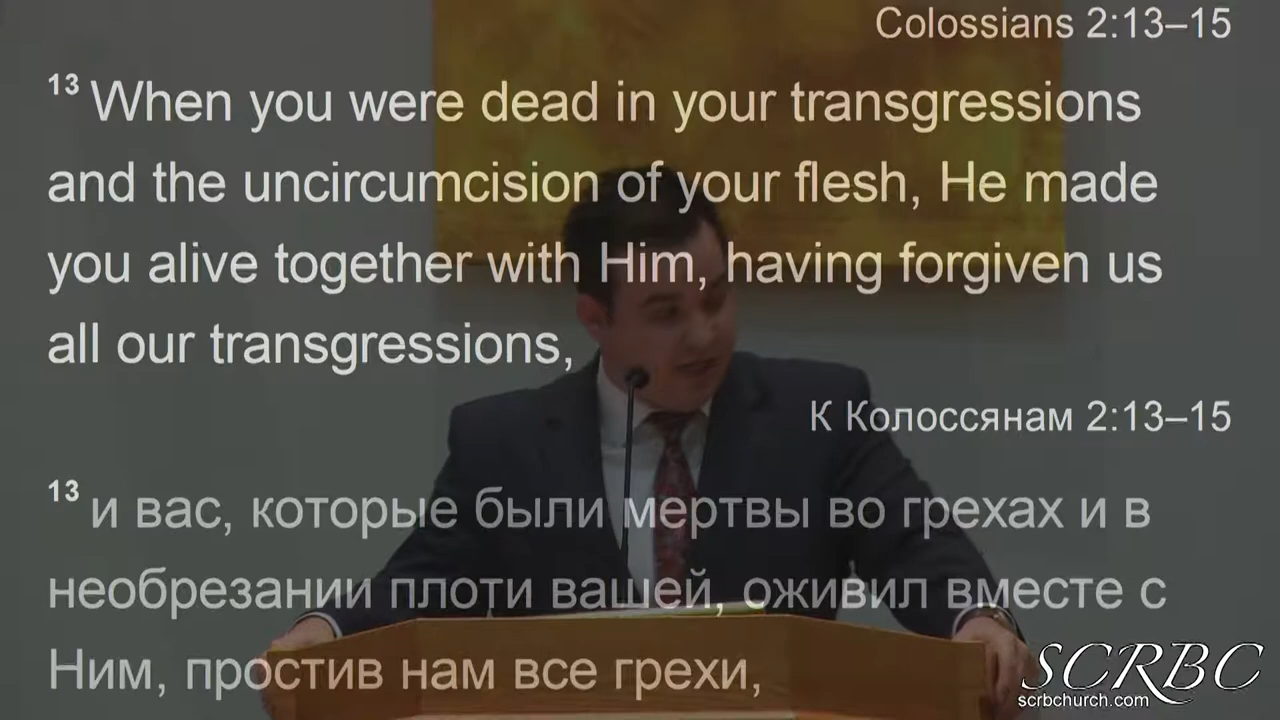 Colossians 2:13–15
13 When you were dead in your transgressions
and the uncircumcision of your flesh, He made
you alive together with Him, having forgiven us
all our transgressions,
К Колоссянам 2:13–15
13 и вас, которые были мертвы во грехах и в
необрезании плоти вашей, оживил вместе с
Ним, простив нам все грехи,
SCRBC
scrbchurch.com